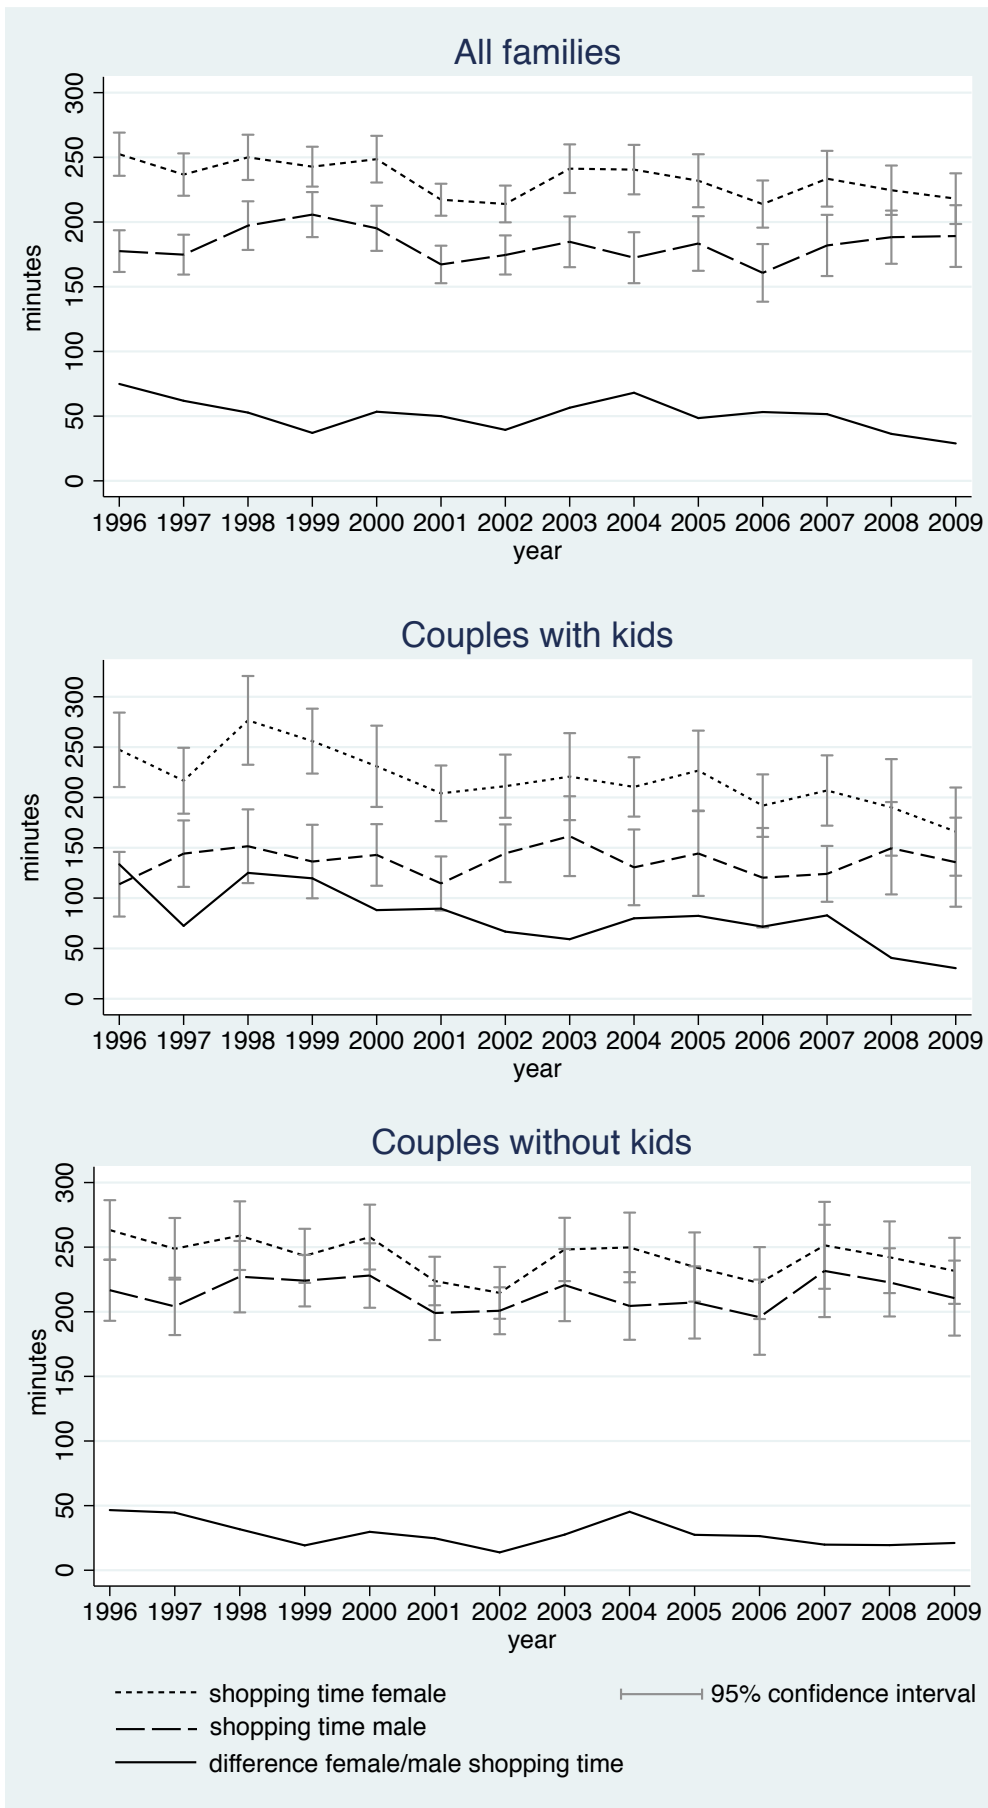 All families
300
250
200
150
100
50
0
minutes
1996 1997 1998 1999 2000 2001 2002 2003 2004 2005 2006 2007 2008 2009
year
Couples with kids
300
250
200
150
100
50
0
minutes
1996 1997 1998 1999 2000 2001 2002 2003 2004 2005 2006 2007 2008 2009
year
Couples without kids
300
250
200
150
100
50
0
minutes
1996 1997 1998 1999 2000 2001 2002 2003 2004 2005 2006 2007 2008 2009
year
shopping time female
95% confidence interval
shopping time male
difference female/male shopping time